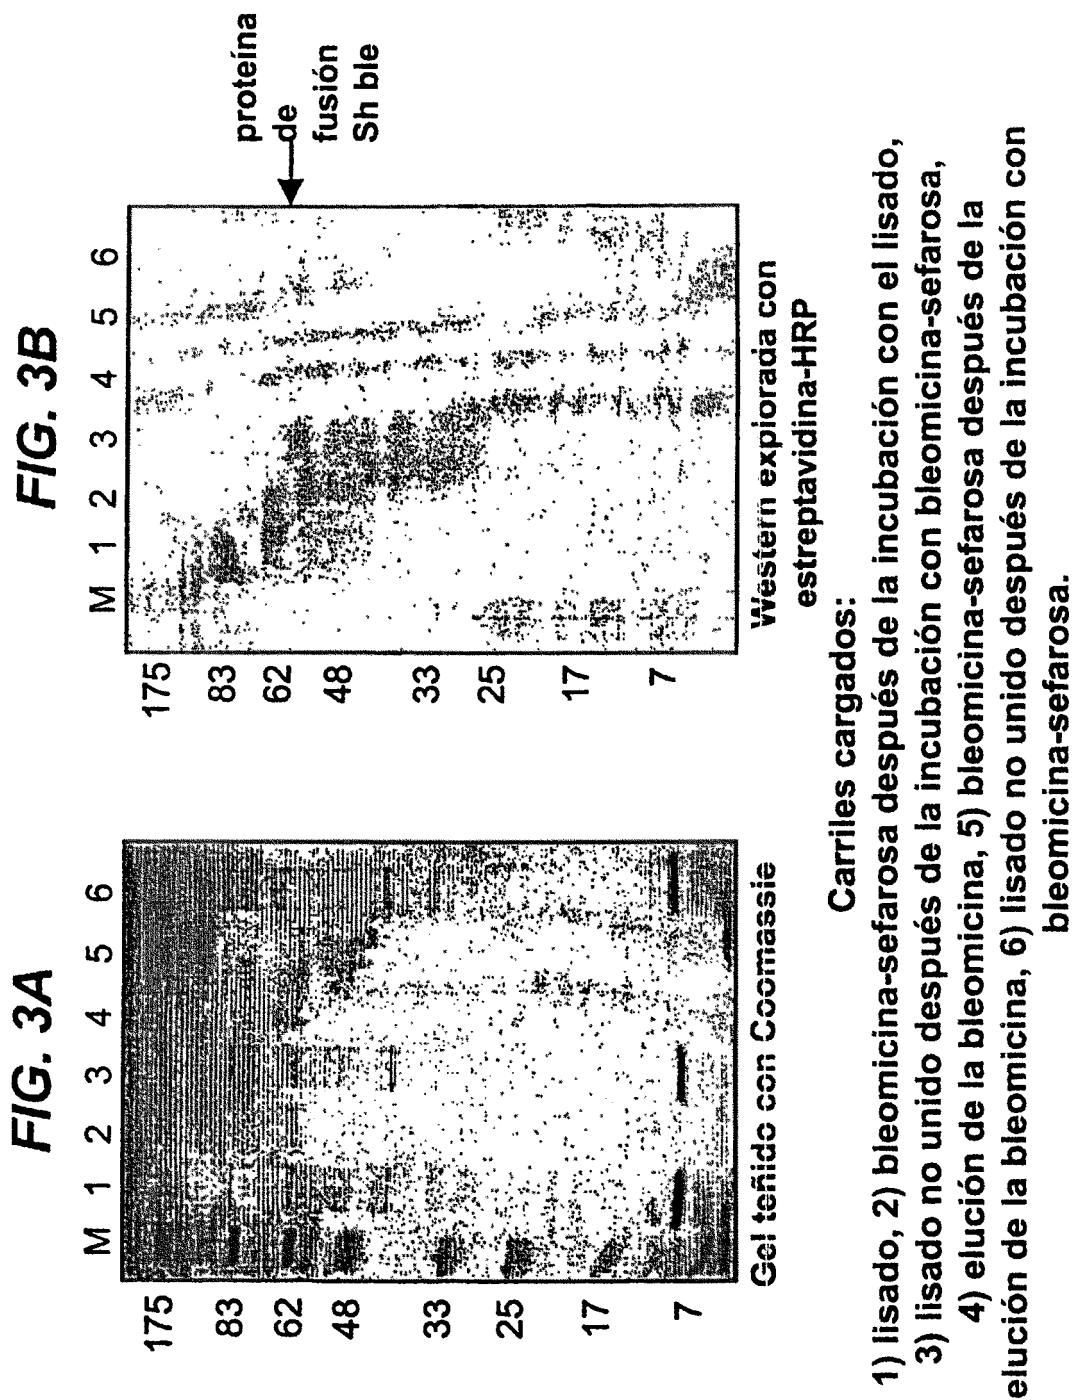 FIG. 3A
M 1 2 3 4 5 6
175
83
62
48
33
25
17
7
Gel teñido con Coomassie
FIG. 3B
M 1 2 3 4 5 6
175
83
62
48
33
25
17
7
proteína
de
fusión
Sh ble
Western explorada con
estreptavidina-HRP
Carriles cargados:
1) lisado, 2) bleomicina-sefarosa después de la incubación con el lisado,
3) lisado no unido después de la incubación con bleomicina-sefarosa,
4) elución de la bleomicina, 5) bleomicina-sefarosa después de la
elución de la bleomicina, 6) lisado no unido después de la incubación con
bleomicina-sefarosa.